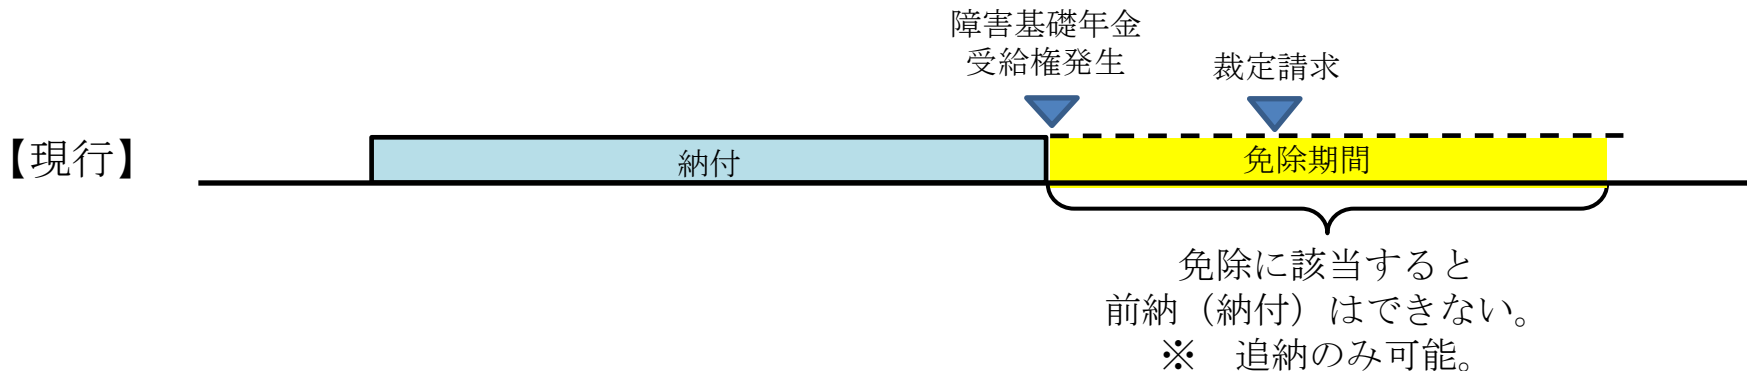 障害基礎年金
受給権発生
裁定請求
【現行】
納付
免除期間
免除に該当すると
前納（納付）はできない。
※　追納のみ可能。